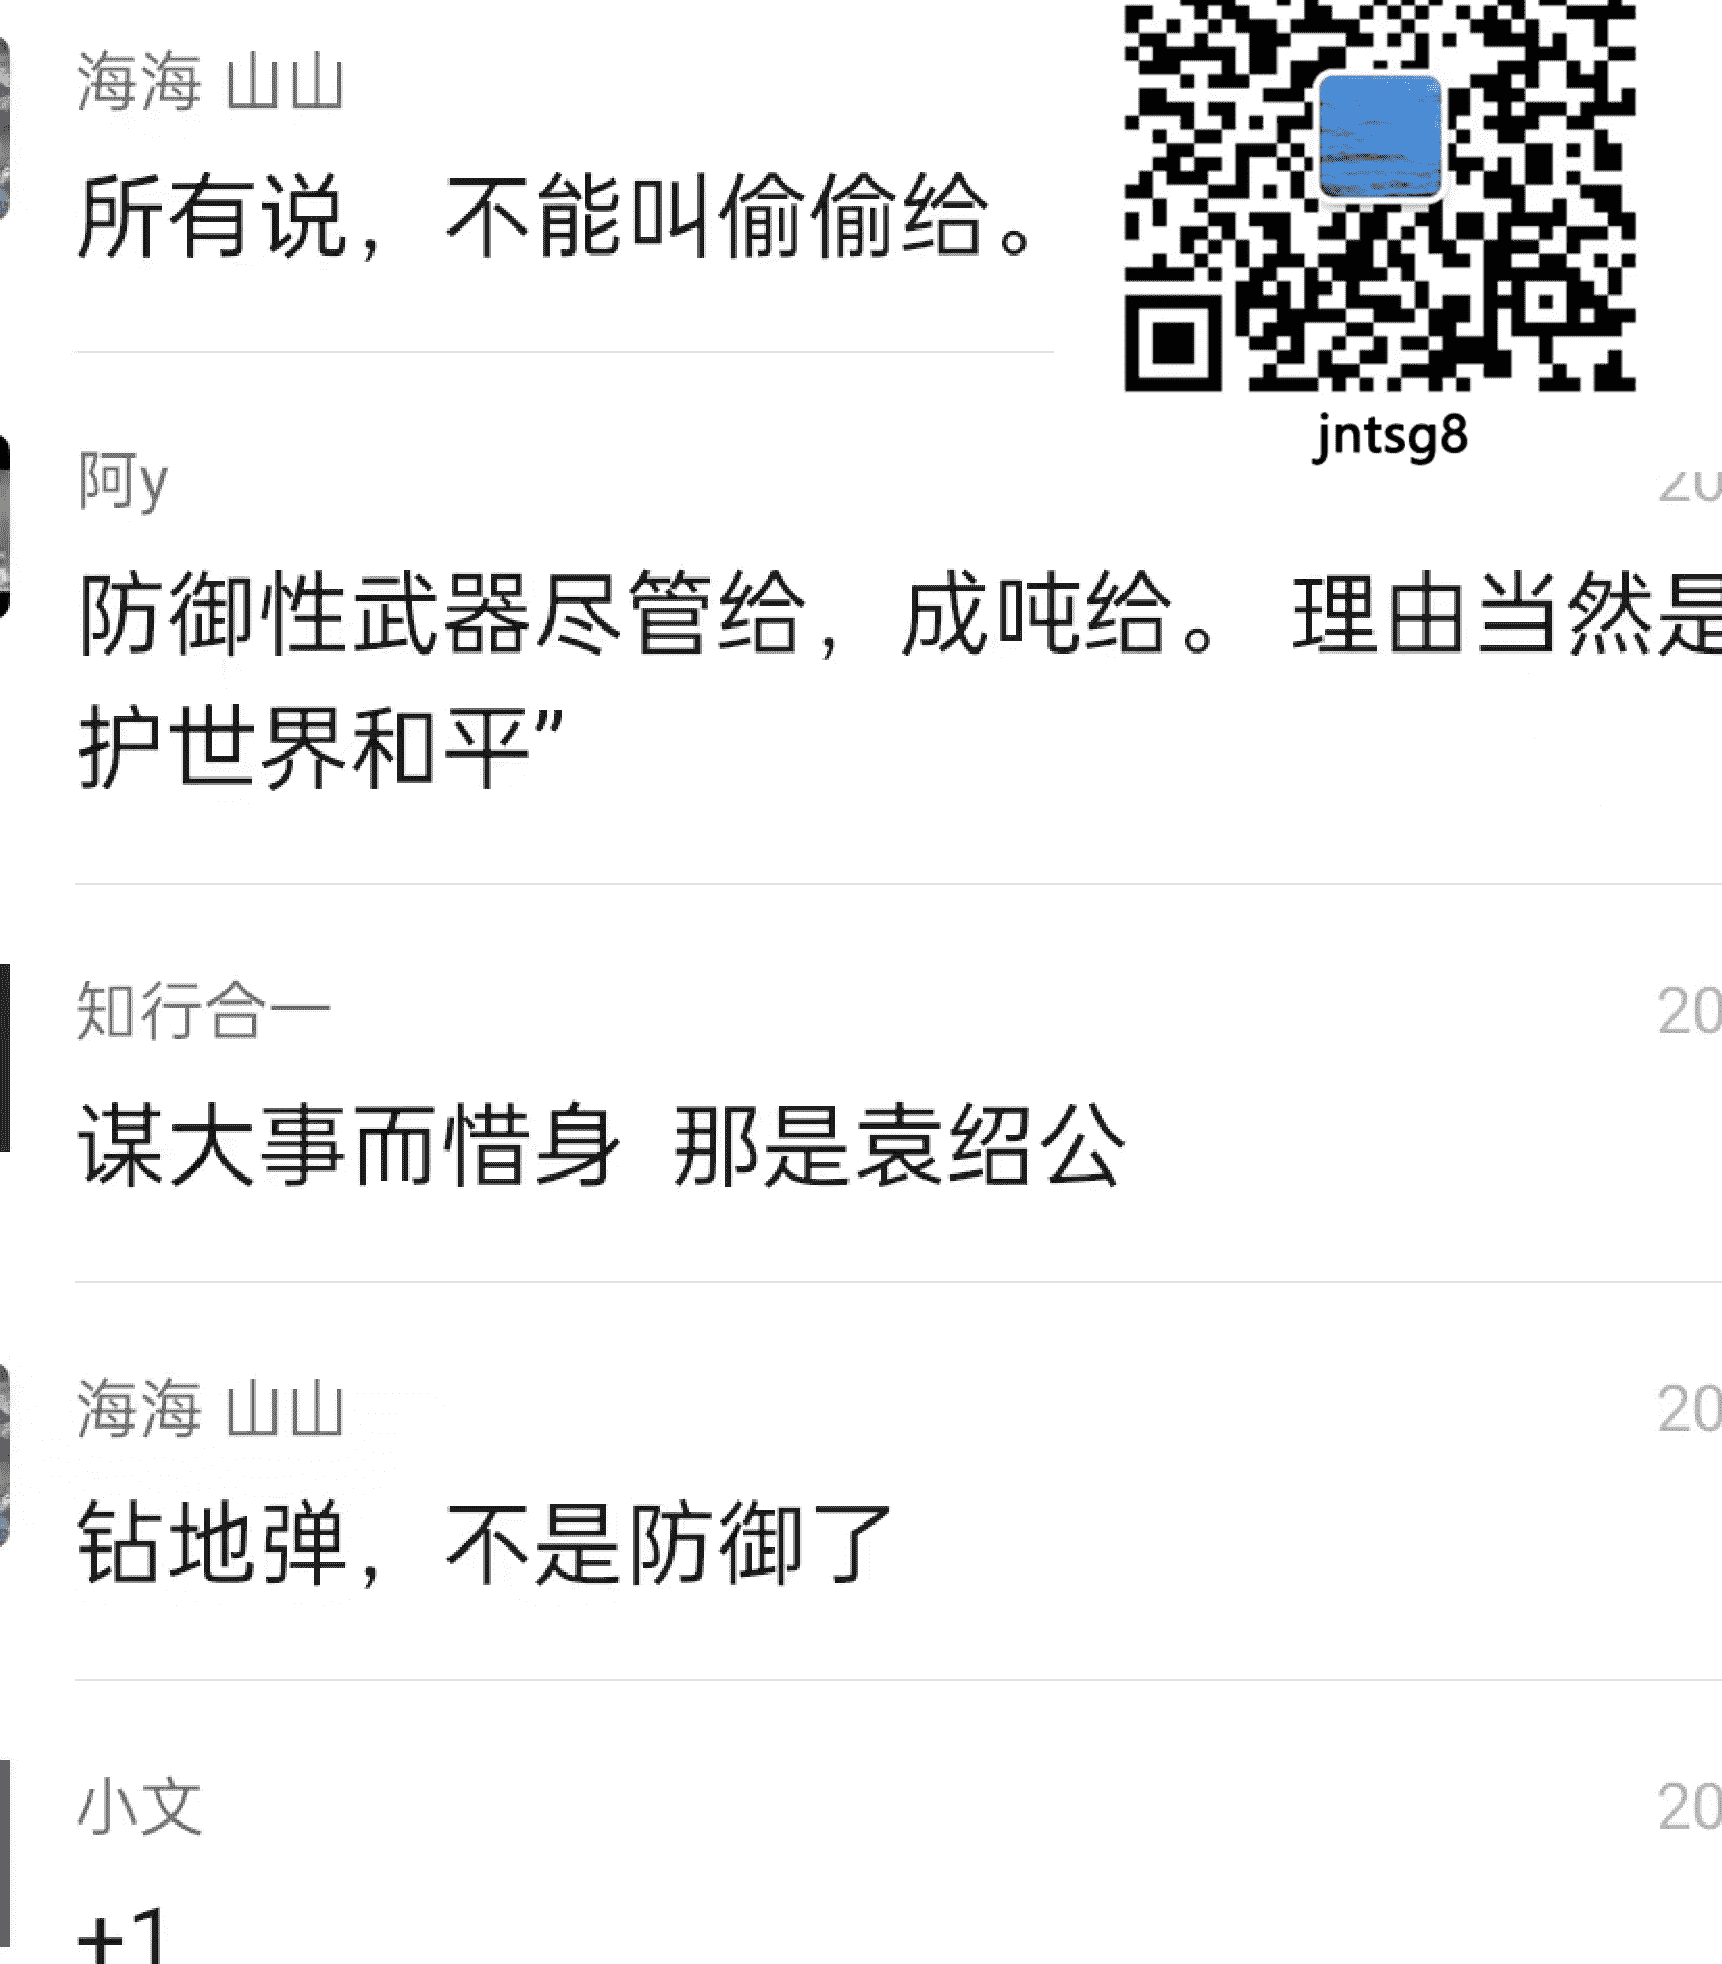 海海 山山
所有说，不能叫偷偷给。
jntsg8
阿y
20
防御性武器尽管给，成吨给。 理由当然是
护世界和平”
知行合一
20
谋大事而惜身 那是袁绍公
海海 山山
20
钻地弹，不是防御了
小文
20
+1